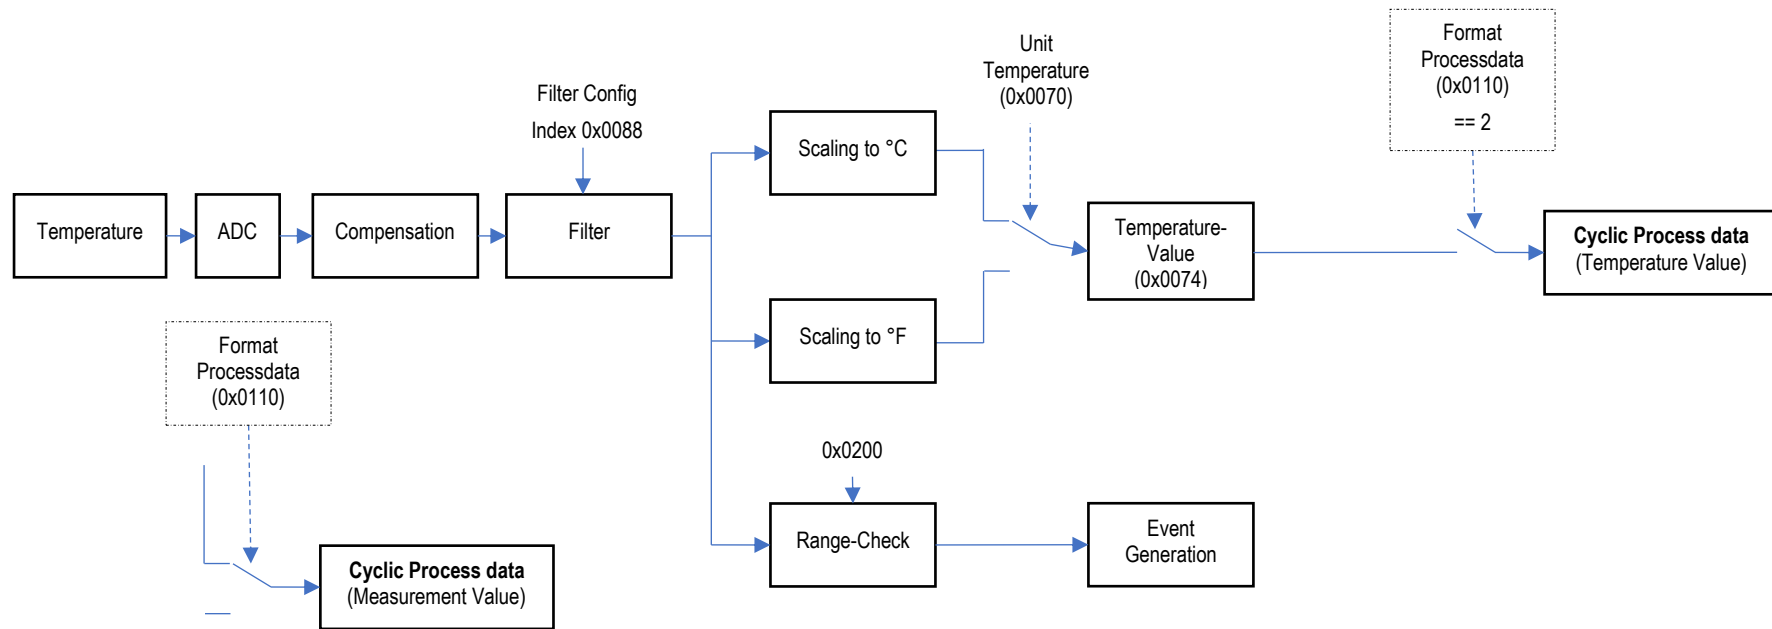 Format
Processdata
(0x0110)
== 2
Unit
Temperature
(0x0070)
Filter Config
Index 0x0088
Scaling to °C
Temperature
ADC
Compensation
Filter
Temperature-
Value
(0x0074)
Cyclic Process data
(Temperature Value)
Scaling to °F
Format
Processdata
(0x0110)
0x0200
Range-Check
Event
Generation
Cyclic Process data
(Measurement Value)